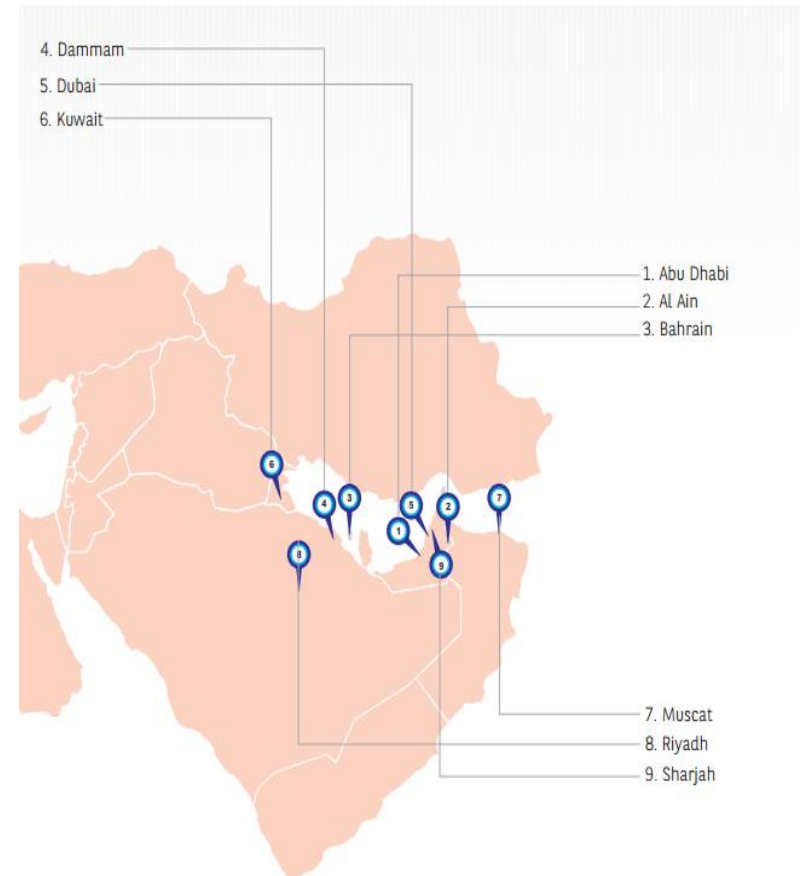 4. Dammam
5. Dubai
6. Kuwait
1. Abu Dhabi
2. Al Ain
3. Bahrain
6
4
3
5
2
7
1
8
9
7. Muscat
8. Riyadh
9. Sharjah